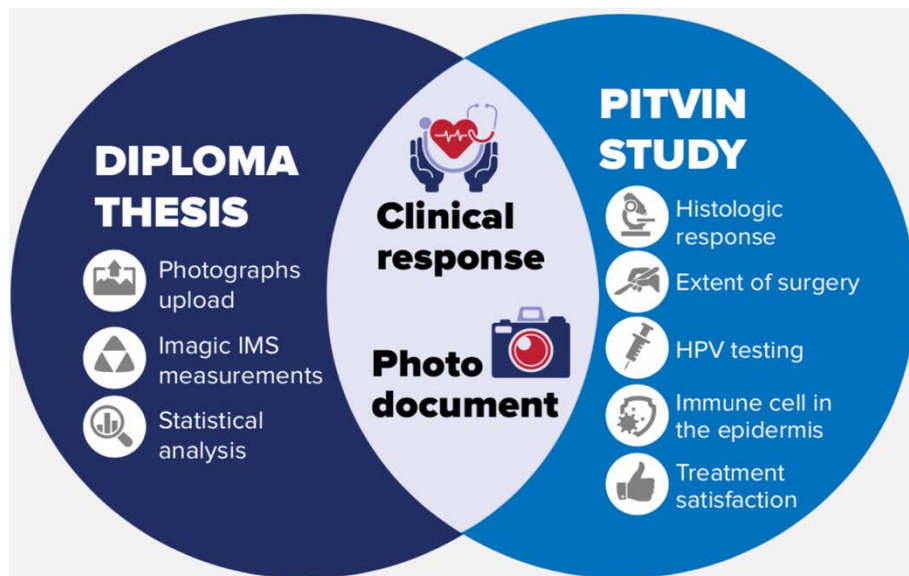 DIPLOMA
THESIS
Photographs
upload
Imagic IMS
measurements
Statistical
analysis
Clinical
response
Photo
document
PITVIN
STUDY
Histologic
response
Extent of surgery
HPV testing
Immune cell in
the epidermis
Treatment
satisfaction